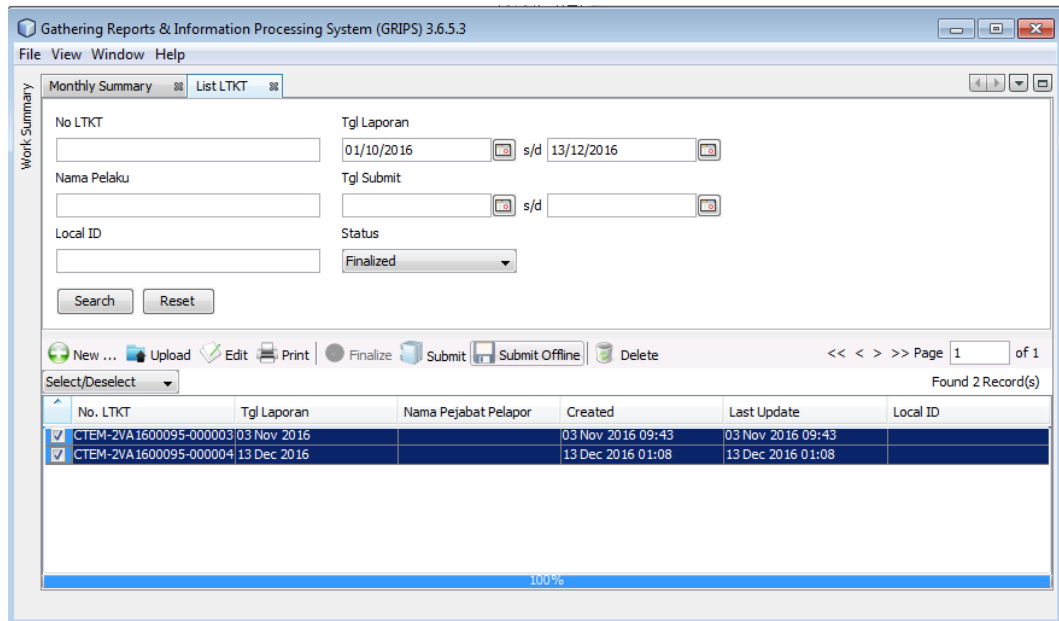 Gathering Reports & Information Processing System (GRIPS) 3.6.5.3
File View Window Help
Work Summary
Monthly Summary List LTKT
No LTKT Tgl Laporan
01/10/2016 s/d 13/12/2016
Nama Pelaku Tgl Submit
s/d
Local ID Status
Finalized
Search Reset
New ... Upload Edit Print Finalize Submit Submit Offline Delete << < > >> Page 1 of 1
Select/Deselect Found 2 Record(s)
No. LTKT Tgl Laporan Nama Pejabat Pelapor Created Last Update Local ID
CTEM-2VA1600095-000003 03 Nov 2016 03 Nov 2016 09:43 03 Nov 2016 09:43
CTEM-2VA1600095-000004 13 Dec 2016 13 Dec 2016 01:08 13 Dec 2016 01:08
100%